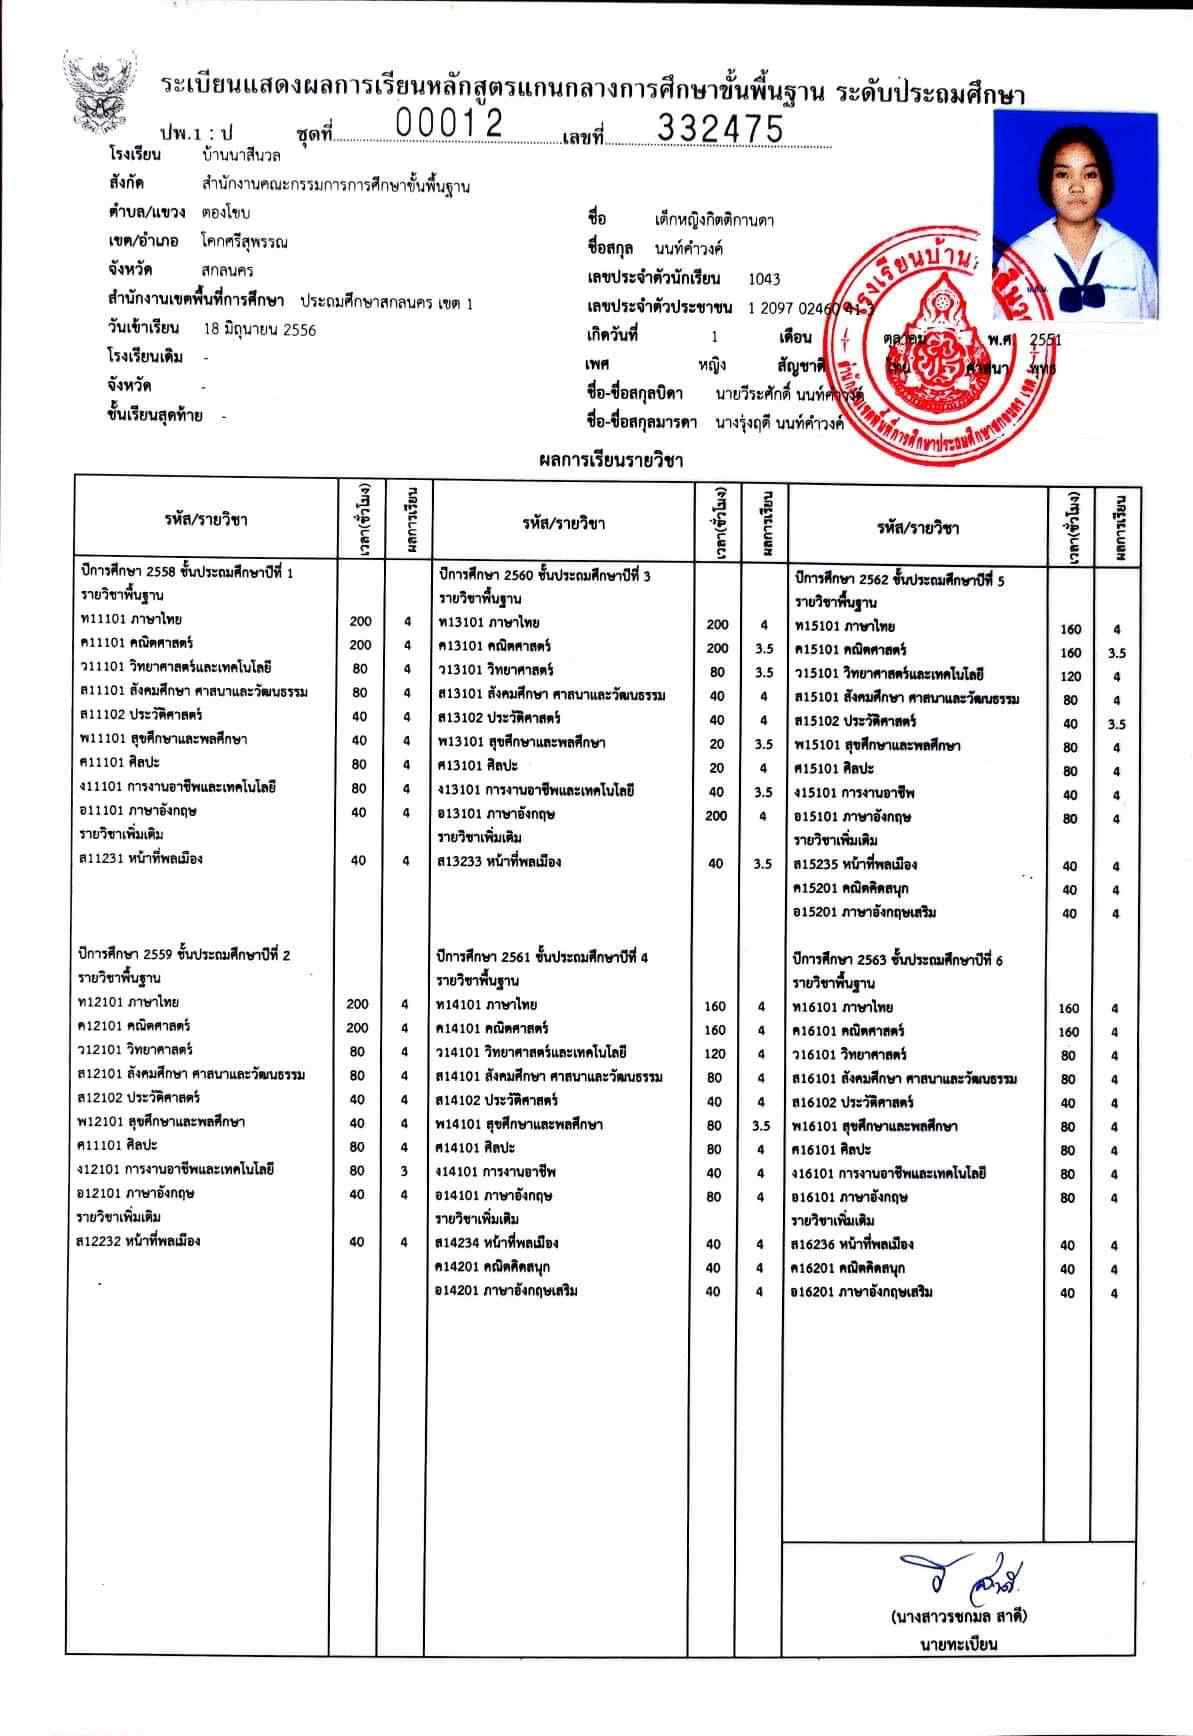 ระเบียนแสดงผลการเรียนหลักสูตรแกนกลางการศึกษาขั้นพื้นฐาน ระดับประถมศึกษา
ปพ.1 : ป ชุดที่ 00012 เลขที่ 332475
โรงเรียน บ้านนาสีนวล
สังกัด สำนักงานคณะกรรมการการศึกษาขั้นพื้นฐาน
ตำบล/แขวง ตองโขบ
เขต/อำเภอ โคกศรีสุพรรณ
จังหวัด สกลนคร
สำนักงานเขตพื้นที่การศึกษา ประถมศึกษาสกลนคร เขต 1
วันเข้าเรียน 18 มิถุนายน 2556
โรงเรียนเดิม -
จังหวัด -
ชั้นเรียนสุดท้าย -
ชื่อ เด็กหญิงกิตติกานดา
ชื่อสกุล นนท์คำวงค์
เลขประจำตัวนักเรียน 1043
เลขประจำตัวประชาชน 1 2097 02460 41 3
เกิดวันที่ 1 เดือน ตุลาคม พ.ศ. 2551
เพศ หญิง สัญชาติ ไทย ศาสนา พุทธ
ชื่อ-ชื่อสกุลบิดา นายวีระศักดิ์ นนท์คำวงค์
ชื่อ-ชื่อสกุลมารดา นางรุ่งฤดี นนท์คำวงค์
ผลการเรียนรายวิชา
รหัส/รายวิชา เวลา(ชั่วโมง) ผลการเรียน
ปีการศึกษา 2558 ชั้นประถมศึกษาปีที่ 1
รายวิชาพื้นฐาน
ท11101 ภาษาไทย 200 4
ค11101 คณิตศาสตร์ 200 4
ว11101 วิทยาศาสตร์และเทคโนโลยี 80 4
ส11101 สังคมศึกษา ศาสนาและวัฒนธรรม 80 4
ส11102 ประวัติศาสตร์ 40 4
พ11101 สุขศึกษาและพลศึกษา 40 4
ศ11101 ศิลปะ 80 4
ง11101 การงานอาชีพและเทคโนโลยี 80 4
อ11101 ภาษาอังกฤษ 40 4
รายวิชาเพิ่มเติม
ส11231 หน้าที่พลเมือง 40 4
ปีการศึกษา 2559 ชั้นประถมศึกษาปีที่ 2
รายวิชาพื้นฐาน
ท12101 ภาษาไทย 200 4
ค12101 คณิตศาสตร์ 200 4
ว12101 วิทยาศาสตร์ 80 4
ส12101 สังคมศึกษา ศาสนาและวัฒนธรรม 80 4
ส12102 ประวัติศาสตร์ 40 4
พ12101 สุขศึกษาและพลศึกษา 40 4
ศ11101 ศิลปะ 80 4
ง12101 การงานอาชีพและเทคโนโลยี 80 3
อ12101 ภาษาอังกฤษ 40 4
รายวิชาเพิ่มเติม
ส12232 หน้าที่พลเมือง 40 4
รหัส/รายวิชา เวลา(ชั่วโมง) ผลการเรียน
ปีการศึกษา 2560 ชั้นประถมศึกษาปีที่ 3
รายวิชาพื้นฐาน
ท13101 ภาษาไทย 200 4
ค13101 คณิตศาสตร์ 200 3.5
ว13101 วิทยาศาสตร์ 80 3.5
ส13101 สังคมศึกษา ศาสนาและวัฒนธรรม 40 4
ส13102 ประวัติศาสตร์ 40 4
พ13101 สุขศึกษาและพลศึกษา 20 3.5
ศ13101 ศิลปะ 20 4
ง13101 การงานอาชีพและเทคโนโลยี 40 3.5
อ13101 ภาษาอังกฤษ 200 4
รายวิชาเพิ่มเติม
ส13233 หน้าที่พลเมือง 40 3.5
ปีการศึกษา 2561 ชั้นประถมศึกษาปีที่ 4
รายวิชาพื้นฐาน
ท14101 ภาษาไทย 160 4
ค14101 คณิตศาสตร์ 160 4
ว14101 วิทยาศาสตร์และเทคโนโลยี 120 4
ส14101 สังคมศึกษา ศาสนาและวัฒนธรรม 80 4
ส14102 ประวัติศาสตร์ 40 4
พ14101 สุขศึกษาและพลศึกษา 80 3.5
ศ14101 ศิลปะ 80 4
ง14101 การงานอาชีพ 40 4
อ14101 ภาษาอังกฤษ 80 4
รายวิชาเพิ่มเติม
ส14234 หน้าที่พลเมือง 40 4
ค14201 คณิตคิดสนุก 40 4
อ14201 ภาษาอังกฤษเสริม 40 4
รหัส/รายวิชา เวลา(ชั่วโมง) ผลการเรียน
ปีการศึกษา 2562 ชั้นประถมศึกษาปีที่ 5
รายวิชาพื้นฐาน
ท15101 ภาษาไทย 160 4
ค15101 คณิตศาสตร์ 160 3.5
ว15101 วิทยาศาสตร์และเทคโนโลยี 120 4
ส15101 สังคมศึกษา ศาสนาและวัฒนธรรม 80 4
ส15102 ประวัติศาสตร์ 40 3.5
พ15101 สุขศึกษาและพลศึกษา 80 4
ศ15101 ศิลปะ 80 4
ง15101 การงานอาชีพ 40 4
อ15101 ภาษาอังกฤษ 80 4
รายวิชาเพิ่มเติม
ส15235 หน้าที่พลเมือง 40 4
ค15201 คณิตคิดสนุก 40 4
อ15201 ภาษาอังกฤษเสริม 40 4
ปีการศึกษา 2563 ชั้นประถมศึกษาปีที่ 6
รายวิชาพื้นฐาน
ท16101 ภาษาไทย 160 4
ค16101 คณิตศาสตร์ 160 4
ว16101 วิทยาศาสตร์ 80 4
ส16101 สังคมศึกษา ศาสนาและวัฒนธรรม 80 4
ส16102 ประวัติศาสตร์ 40 4
พ16101 สุขศึกษาและพลศึกษา 80 4
ศ16101 ศิลปะ 80 4
ง16101 การงานอาชีพและเทคโนโลยี 80 4
อ16101 ภาษาอังกฤษ 80 4
รายวิชาเพิ่มเติม
ส16236 หน้าที่พลเมือง 40 4
ค16201 คณิตคิดสนุก 40 4
อ16201 ภาษาอังกฤษเสริม 40 4
(นางสาวรชกมล สาดี)
นายทะเบียน